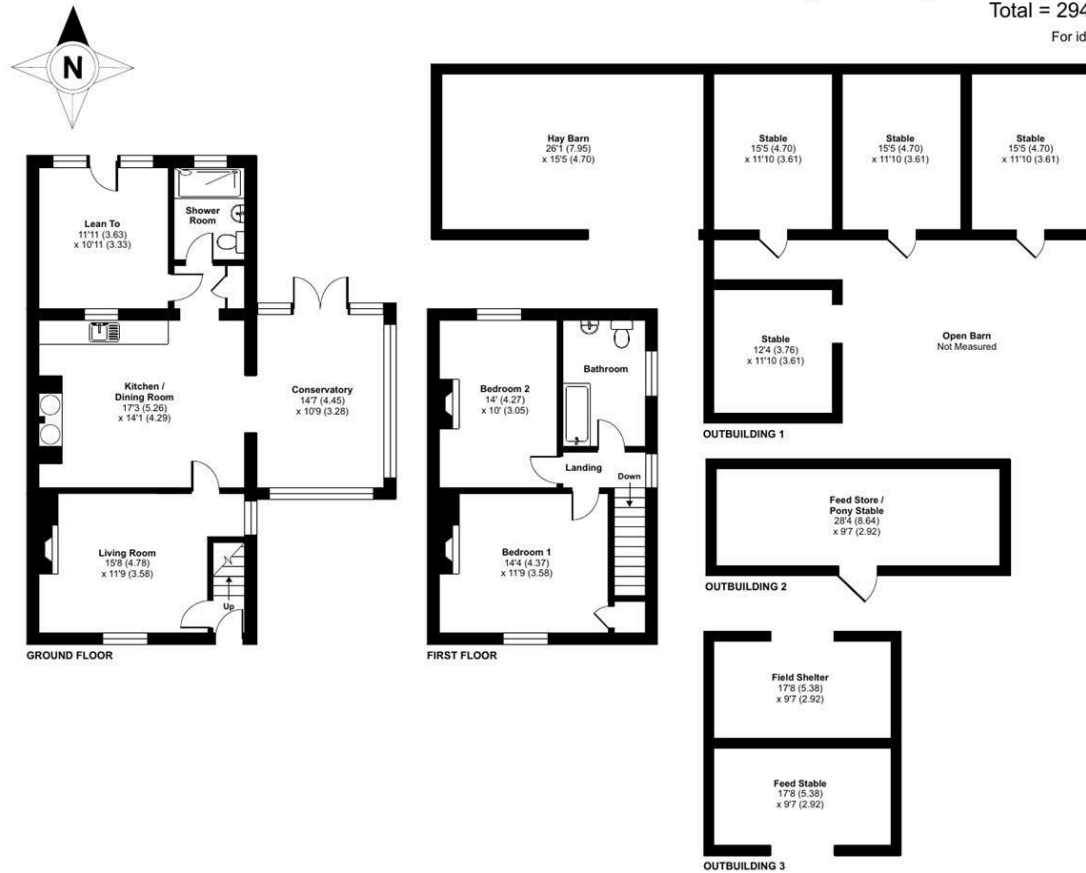 Total = 294
For id
N
Hay Barn
26'1 (7.95)
x 15'5 (4.70)
Stable
15'5 (4.70)
x 11'10 (3.61)
Stable
15'5 (4.70)
x 11'10 (3.61)
Stable
15'5 (4.70)
x 11'10 (3.61)
Lean To
11'11 (3.63)
x 10'11 (3.33)
Shower
Room
Kitchen /
Dining Room
17'3 (5.26)
x 14'1 (4.29)
Conservatory
14'7 (4.45)
x 10'9 (3.28)
Living Room
15'8 (4.78)
x 11'9 (3.58)
Up
GROUND FLOOR
Bedroom 2
14' (4.27)
x 10' (3.05)
Bathroom
Landing
Down
Bedroom 1
14'4 (4.37)
x 11'9 (3.58)
FIRST FLOOR
Stable
12'4 (3.76)
x 11'10 (3.61)
Open Barn
Not Measured
OUTBUILDING 1
Feed Store /
Pony Stable
28'4 (8.64)
x 9'7 (2.92)
OUTBUILDING 2
Field Shelter
17'8 (5.38)
x 9'7 (2.92)
Feed Stable
17'8 (5.38)
x 9'7 (2.92)
OUTBUILDING 3